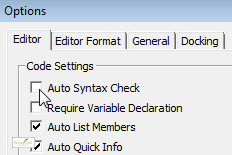 Options
Editor Editor Format General Docking
Code Settings
Auto Syntax Check
Require Variable Declaration
Auto List Members
Auto Quick Info